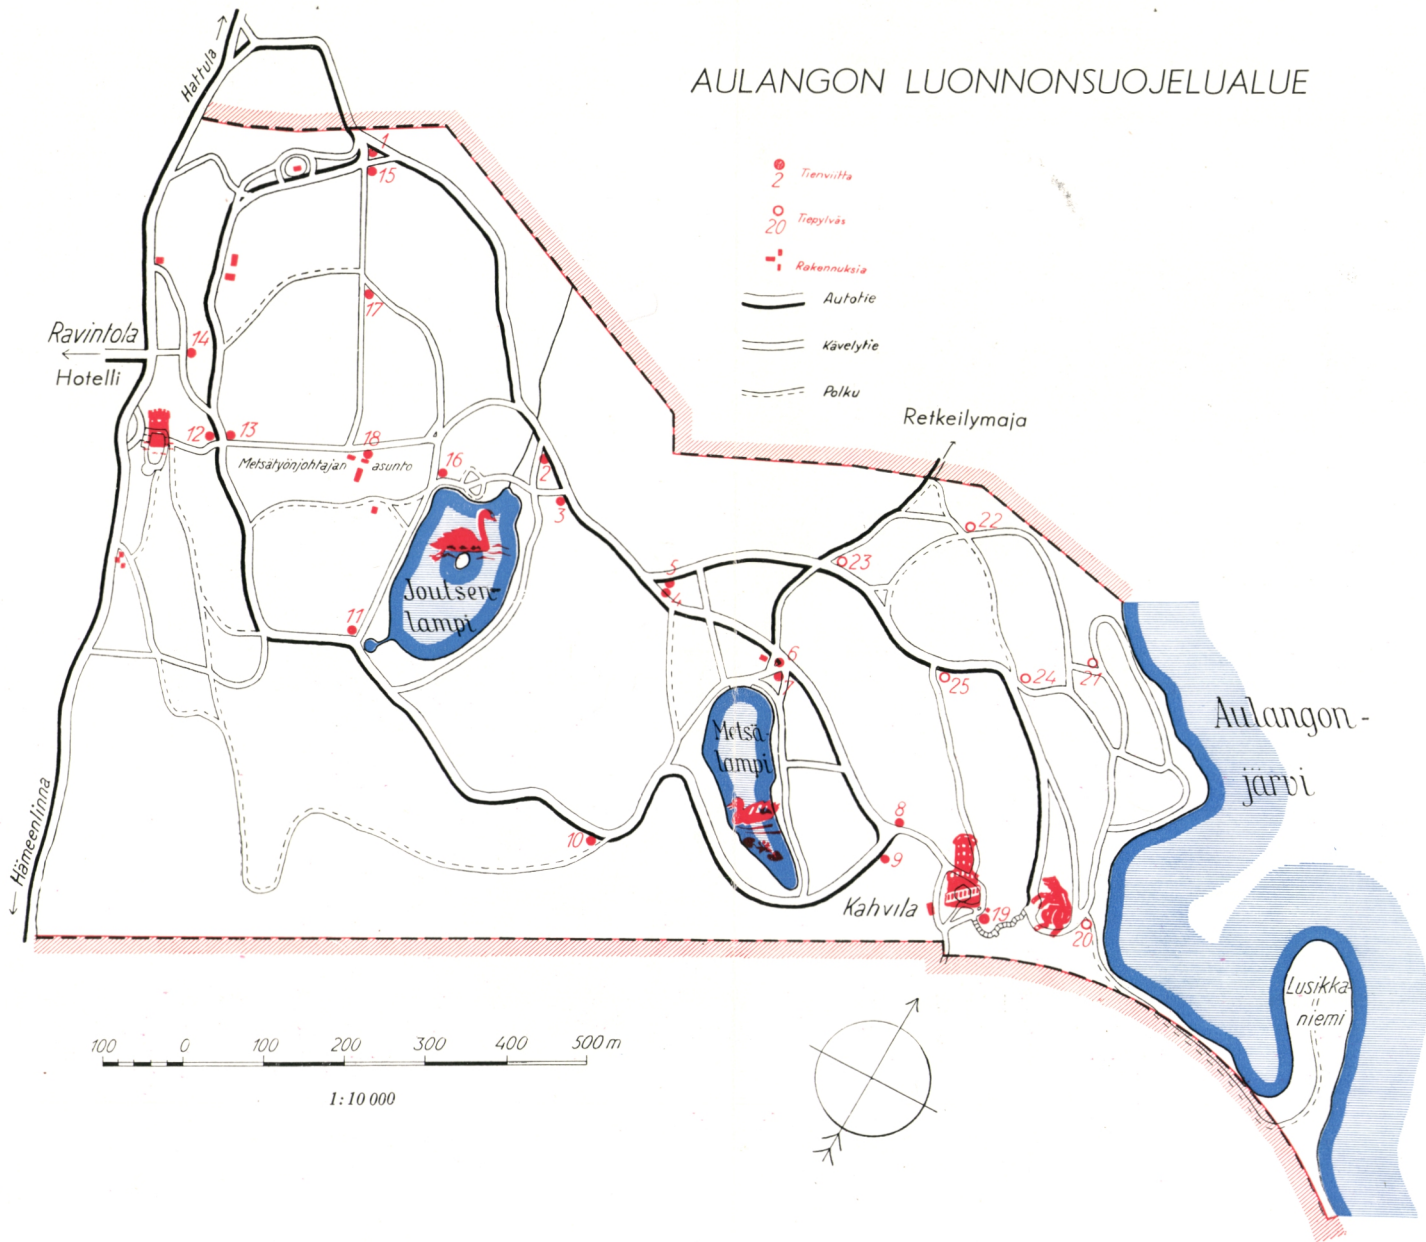 AULANGON LUONNONSUOJELUALUE
Hattula
1
15
2
Tienviitta
20
Tiepylväs
Rakennuksia
Autotie
Kävelytie
Polku
17
14
Ravintola
Hotelli
12
13
18
Metsätyönjohtajan asunto
16
2
3
Retkeilymaja
22
23
5
4
Joutsen-
lampi
11
6
7
25
24
21
Metsä-
lampi
Aulangon-
järvi
Hämeenlinna
10
8
9
Kahvila
19
20
Lusikka-
niemi
100 0 100 200 300 400 500 m
1:10 000